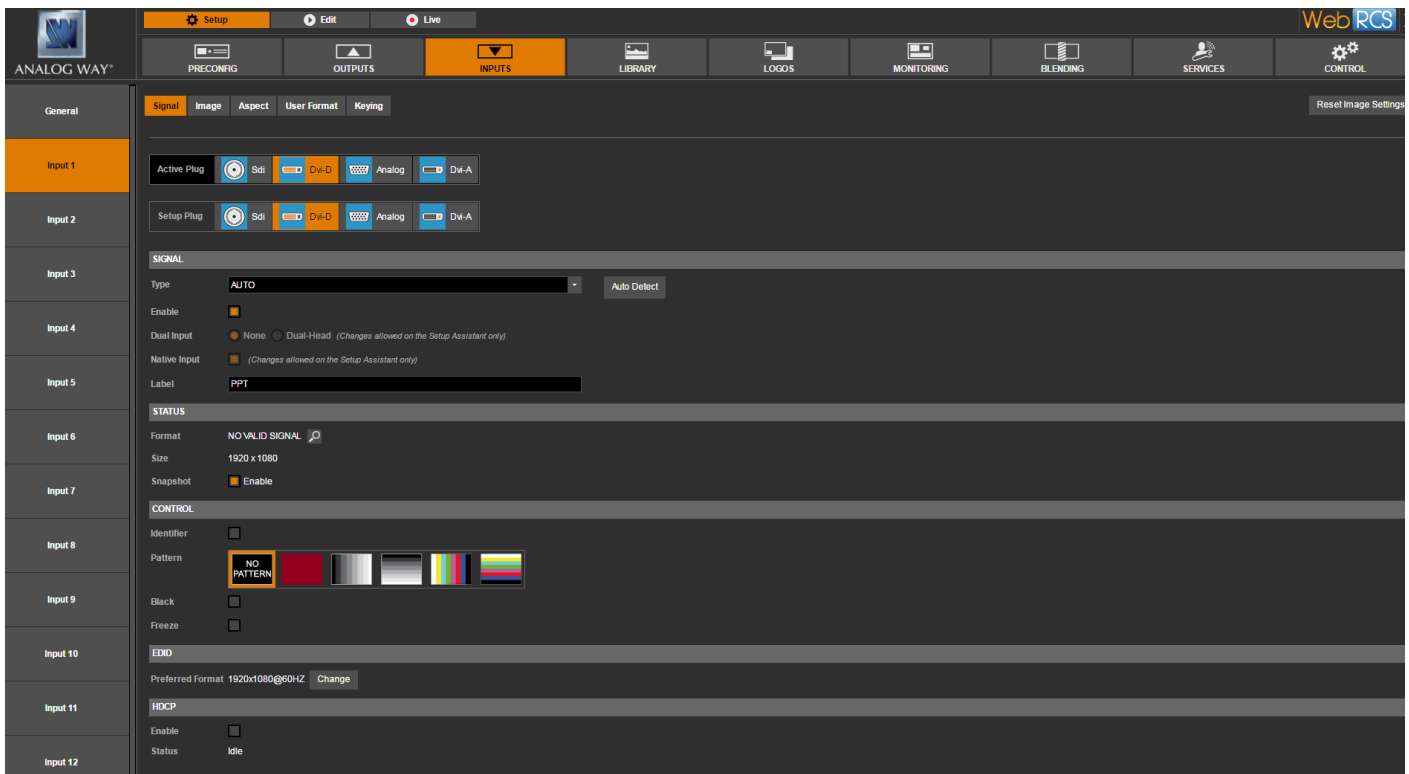 Setup Edit Live Web RCS
ANALOG WAY®
PRECONFIG OUTPUTS INPUTS LIBRARY LOGOS MONITORING BLENDING SERVICES CONTROL
General
Input 1
Input 2
Input 3
Input 4
Input 5
Input 6
Input 7
Input 8
Input 9
Input 10
Input 11
Input 12
Signal Image Aspect User Format Keying Reset Image Settings
Active Plug Sdi Dvi-D Analog Dvi-A
Setup Plug Sdi Dvi-D Analog Dvi-A
SIGNAL
Type AUTO Auto Detect
Enable
Dual Input None Dual-Head (Changes allowed on the Setup Assistant only)
Native Input (Changes allowed on the Setup Assistant only)
Label PPT
STATUS
Format NO VALID SIGNAL
Size 1920 x 1080
Snapshot Enable
CONTROL
Identifier
Pattern NO
PATTERN
Black
Freeze
EDID
Preferred Format 1920x1080@60HZ Change
HDCP
Enable
Status Idle